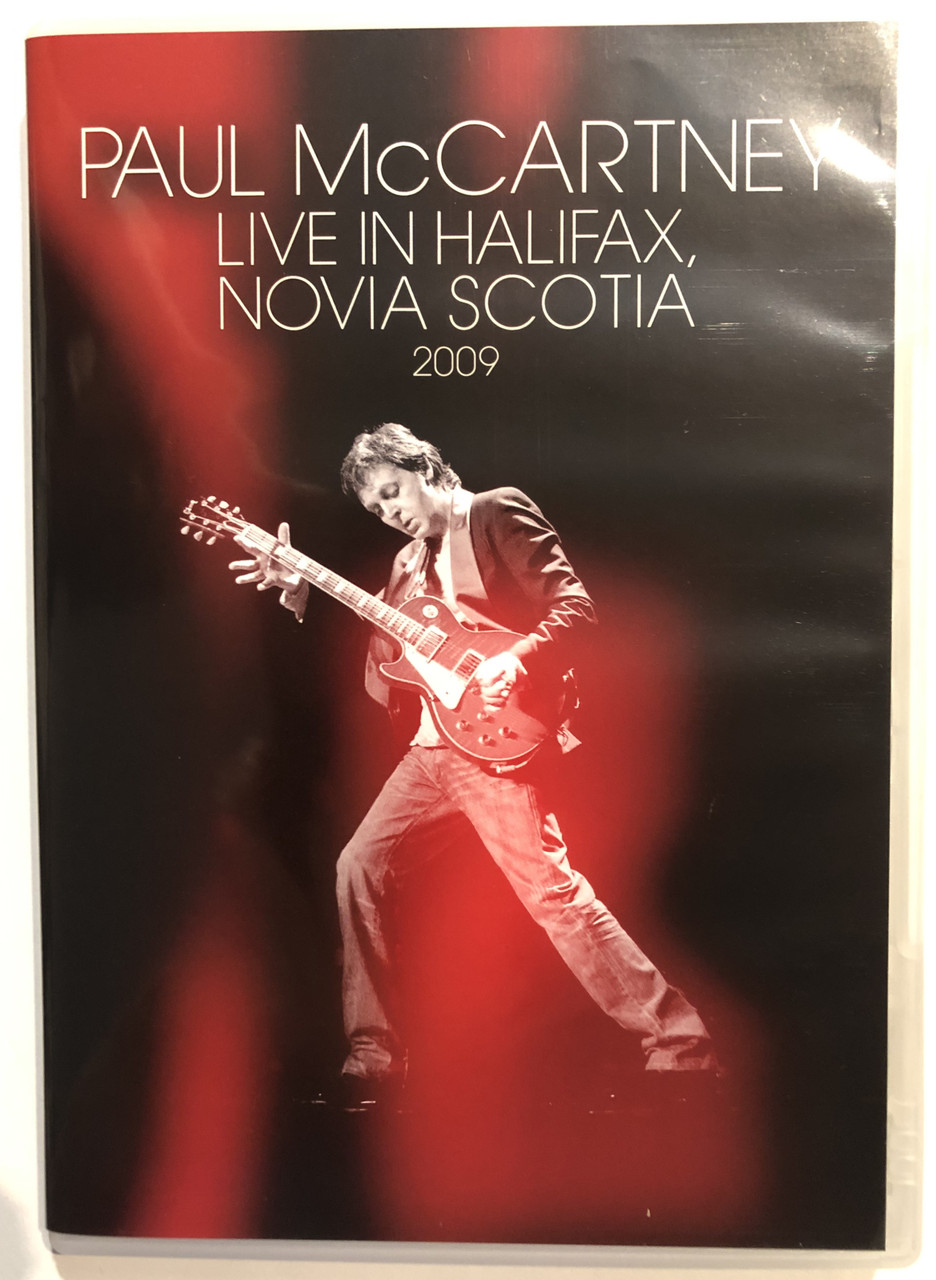 PAUL McCARTNEY
LIVE IN HALIFAX,
NOVIA SCOTIA
2009